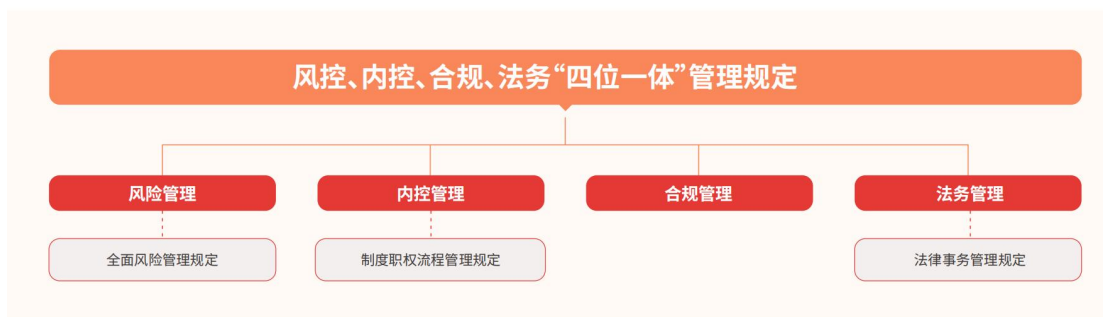 风控、内控、合规、法务“四位一体”管理规定
风险管理
内控管理
合规管理
法务管理
全面风险管理规定
制度职权流程管理规定
法律事务管理规定